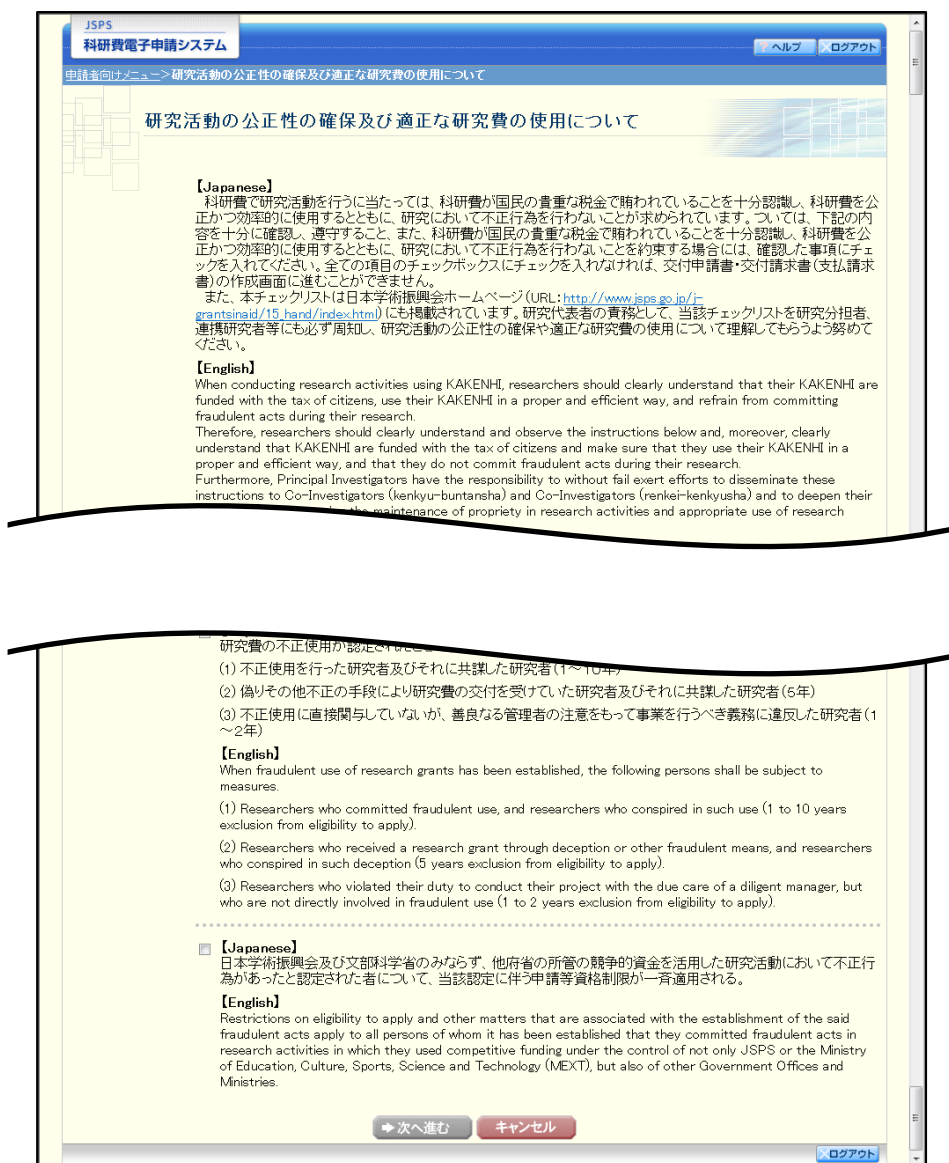 JSPS
科研費電子申請システム
? ヘルプ
ログアウト
申請者向けメニュー>研究活動の公正性の確保及び適正な研究費の使用について
研究活動の公正性の確保及び適正な研究費の使用について
【Japanese】
科研費で研究活動を行うに当たっては、科研費が国民の貴重な税金で賄われていることを十分認識し、科研費を公
正かつ効率的に使用するとともに、研究において不正行為を行わないことが求められています。ついては、下記の内
容を十分に確認し、遵守すること、また、科研費が国民の貴重な税金で賄われていることを十分認識し、科研費を公
正かつ効率的に使用するとともに、研究において不正行為を行わないことを約束する場合には、確認した事項にチェ
ックを入れてください。全ての項目のチェックボックスにチェックを入れなければ、交付申請書・交付請求書(支払請求
書)の作成画面に進むことができません。
また、本チェックリストは日本学術振興会ホームページ(URL:http://www.jsps.go.jp/j-
grantsinaid/15_hand/index.html)にも掲載されています。研究代表者の責務として、当該チェックリストを研究分担者、
連携研究者等にも必ず周知し、研究活動の公正性の確保や適正な研究費の使用について理解してもらうよう努めて
ください。
【English】
When conducting research activities using KAKENHI, researchers should clearly understand that their KAKENHI are
funded with the tax of citizens, use their KAKENHI in a proper and efficient way, and refrain from committing
fraudulent acts during their research.
Therefore, researchers should clearly understand and observe the instructions below and, moreover, clearly
understand that KAKENHI are funded with the tax of citizens and make sure that they use their KAKENHI in a
proper and efficient way, and that they do not commit fraudulent acts during their research.
Furthermore, Principal Investigators have the responsibility to without fail exert efforts to disseminate these
instructions to Co-Investigators (kenkyu-buntansha) and Co-Investigators (renkei-kenkyusha) and to deepen their
maintenance of propriety in research activities and appropriate use of research
研究費の不正使用が認定された
(1) 不正使用を行った研究者及びそれに共謀した研究者(1～10年)
(2) 偽りその他不正の手段により研究費の交付を受けていた研究者及びそれに共謀した研究者(5年)
(3) 不正使用に直接関与していないが、善良なる管理者の注意をもって事業を行うべき義務に違反した研究者(1
～2年)
【English】
When fraudulent use of research grants has been established, the following persons shall be subject to
measures.
(1) Researchers who committed fraudulent use, and researchers who conspired in such use (1 to 10 years
exclusion from eligibility to apply).
(2) Researchers who received a research grant through deception or other fraudulent means, and researchers
who conspired in such deception (5 years exclusion from eligibility to apply).
(3) Researchers who violated their duty to conduct their project with the due care of a diligent manager, but
who are not directly involved in fraudulent use (1 to 2 years exclusion from eligibility to apply).
【Japanese】
日本学術振興会及び文部科学省のみならず、他府省の所管の競争的資金を活用した研究活動において不正行
為があったと認定された者について、当該認定に伴う申請等資格制限が一斉適用される。
【English】
Restrictions on eligibility to apply and other matters that are associated with the establishment of the said
fraudulent acts apply to all persons of whom it has been established that they committed fraudulent acts in
research activities in which they used competitive funding under the control of not only JSPS or the Ministry
of Education, Culture, Sports, Science and Technology (MEXT), but also of other Government Offices and
Ministries.
次へ進む
キャンセル
ログアウト